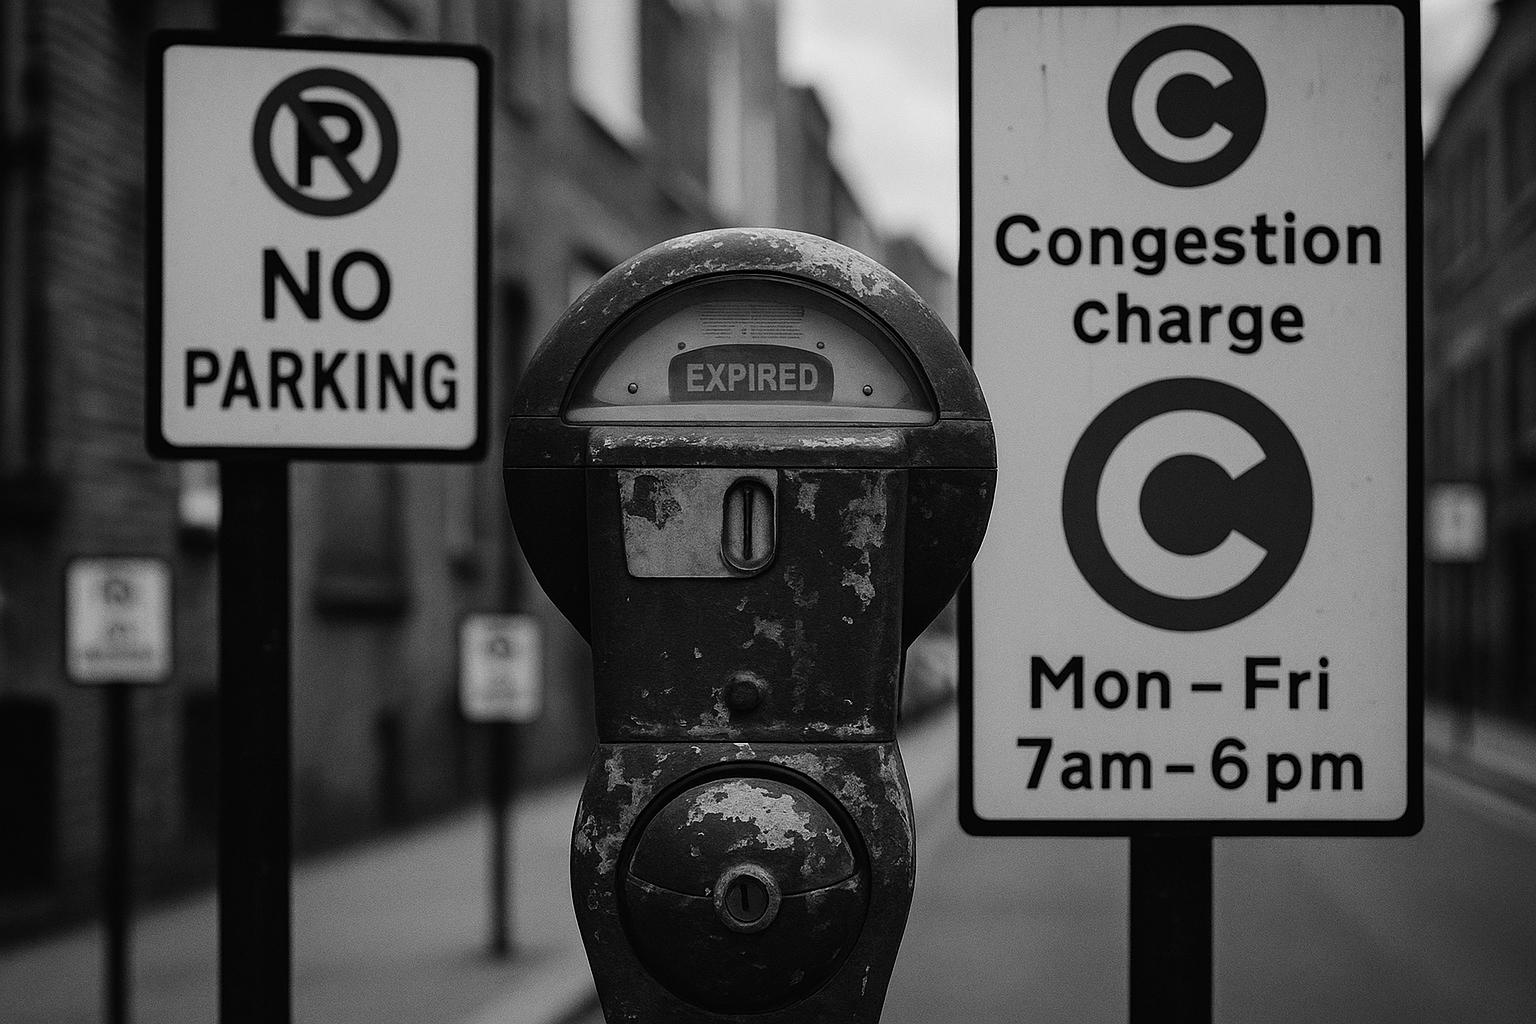 P
NO
PARKING
EXPIRED
C
Congestion
charge
C
Mon – Fri
7am – 6 pm